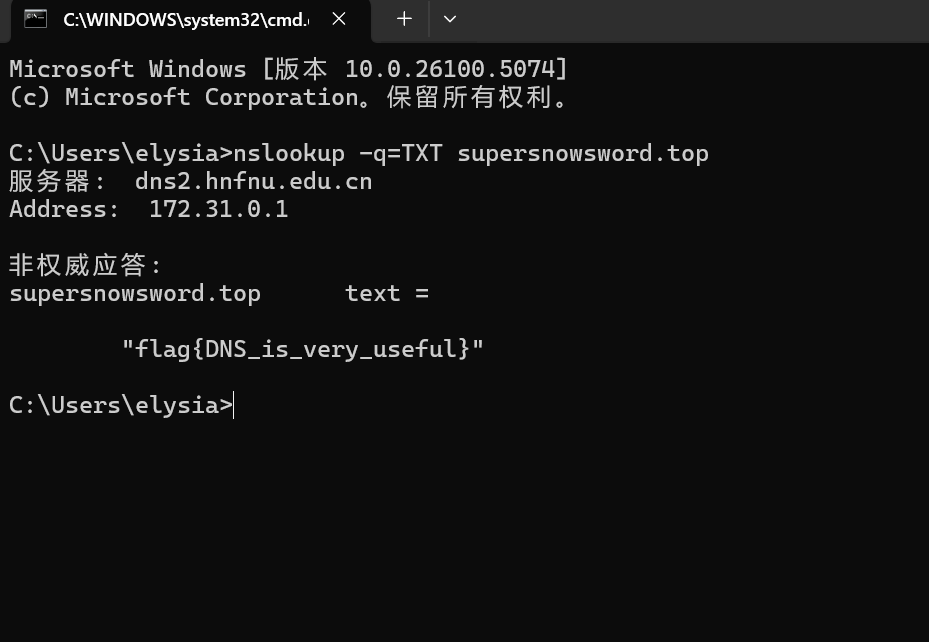 C:\WINDOWS\system32\cmd.
Microsoft Windows [版本 10.0.26100.5074]
(c) Microsoft Corporation。保留所有权利。
C:\Users\elysia>nslookup -q=TXT supersnowsword.top
服务器:  dns2.hnfnu.edu.cn
Address:  172.31.0.1
非权威应答:
supersnowsword.top      text =
"flag{DNS_is_very_useful}"
C:\Users\elysia>